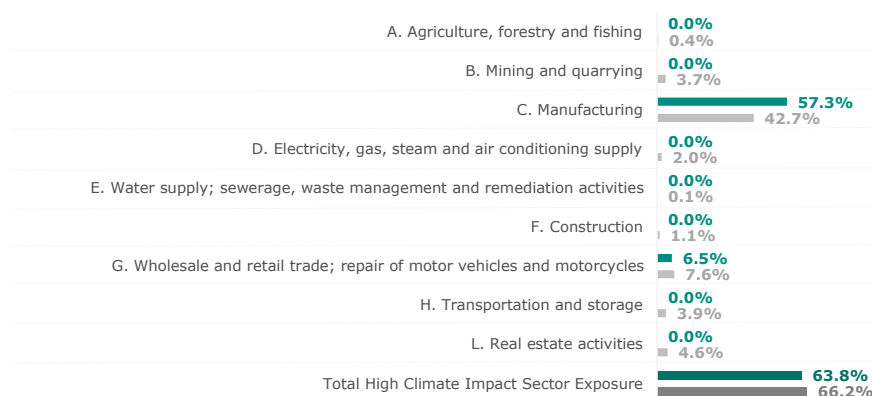 A. Agriculture, forestry and fishing
0.0%
0.4%
B. Mining and quarrying
0.0%
3.7%
C. Manufacturing
57.3%
42.7%
D. Electricity, gas, steam and air conditioning supply
0.0%
2.0%
E. Water supply; sewerage, waste management and remediation activities
0.0%
0.1%
F. Construction
0.0%
1.1%
G. Wholesale and retail trade; repair of motor vehicles and motorcycles
6.5%
7.6%
H. Transportation and storage
0.0%
3.9%
L. Real estate activities
0.0%
4.6%
Total High Climate Impact Sector Exposure
63.8%
66.2%